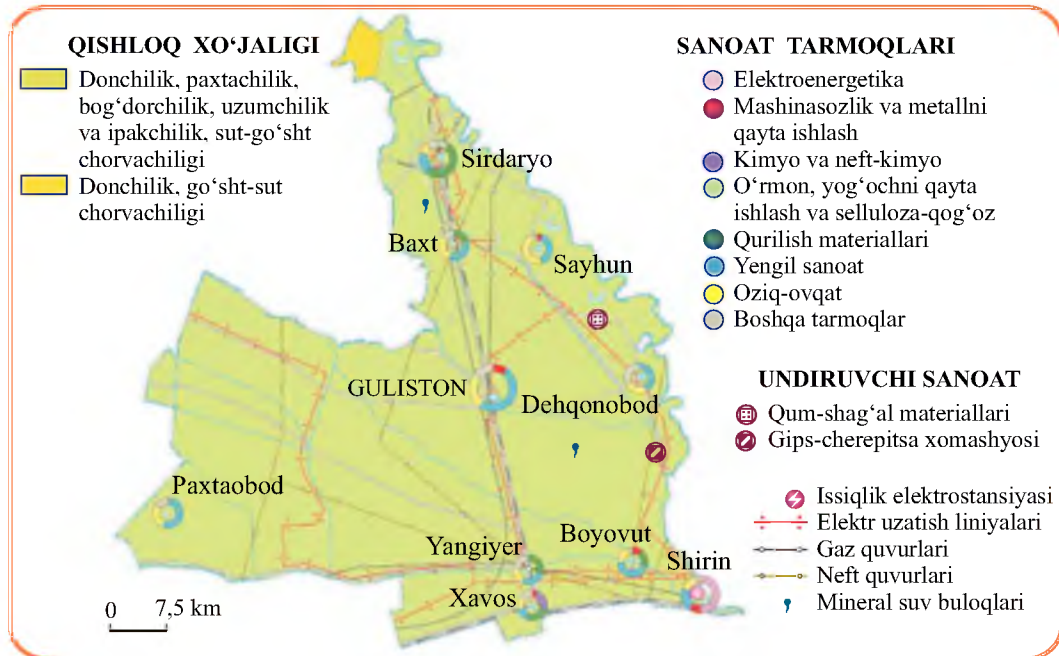 QISHLOQ XO‘JALIGI
Donchilik, paxtachilik,
bog‘dorchilik, uzumchilik
va ipakchilik, sut-go‘sht
chorvachiligi
Donchilik, go‘sht-sut
chorvachiligi
SANOAT TARMOQLARI
Elektroenergetika
Mashinasozlik va metallni
qayta ishlash
Kimyo va neft-kimyo
O‘rmon, yog‘ochni qayta
ishlash va selluloza-qog‘oz
Qurilish materiallari
Yengil sanoat
Oziq-ovqat
Boshqa tarmoqlar
UNDIRUVCHI SANOAT
Qum-shag‘al materiallari
Gips-cherepitsa xomashyosi
Issiqlik elektrostansiyasi
Elektr uzatish liniyalari
Gaz quvurlari
Neft quvurlari
Mineral suv buloqlari
Sirdaryo
Baxt
Sayhun
GULISTON
Dehqonobod
Paxtaobod
Yangiyer
Boyovut
Shirin
Xavos
0 7,5 km